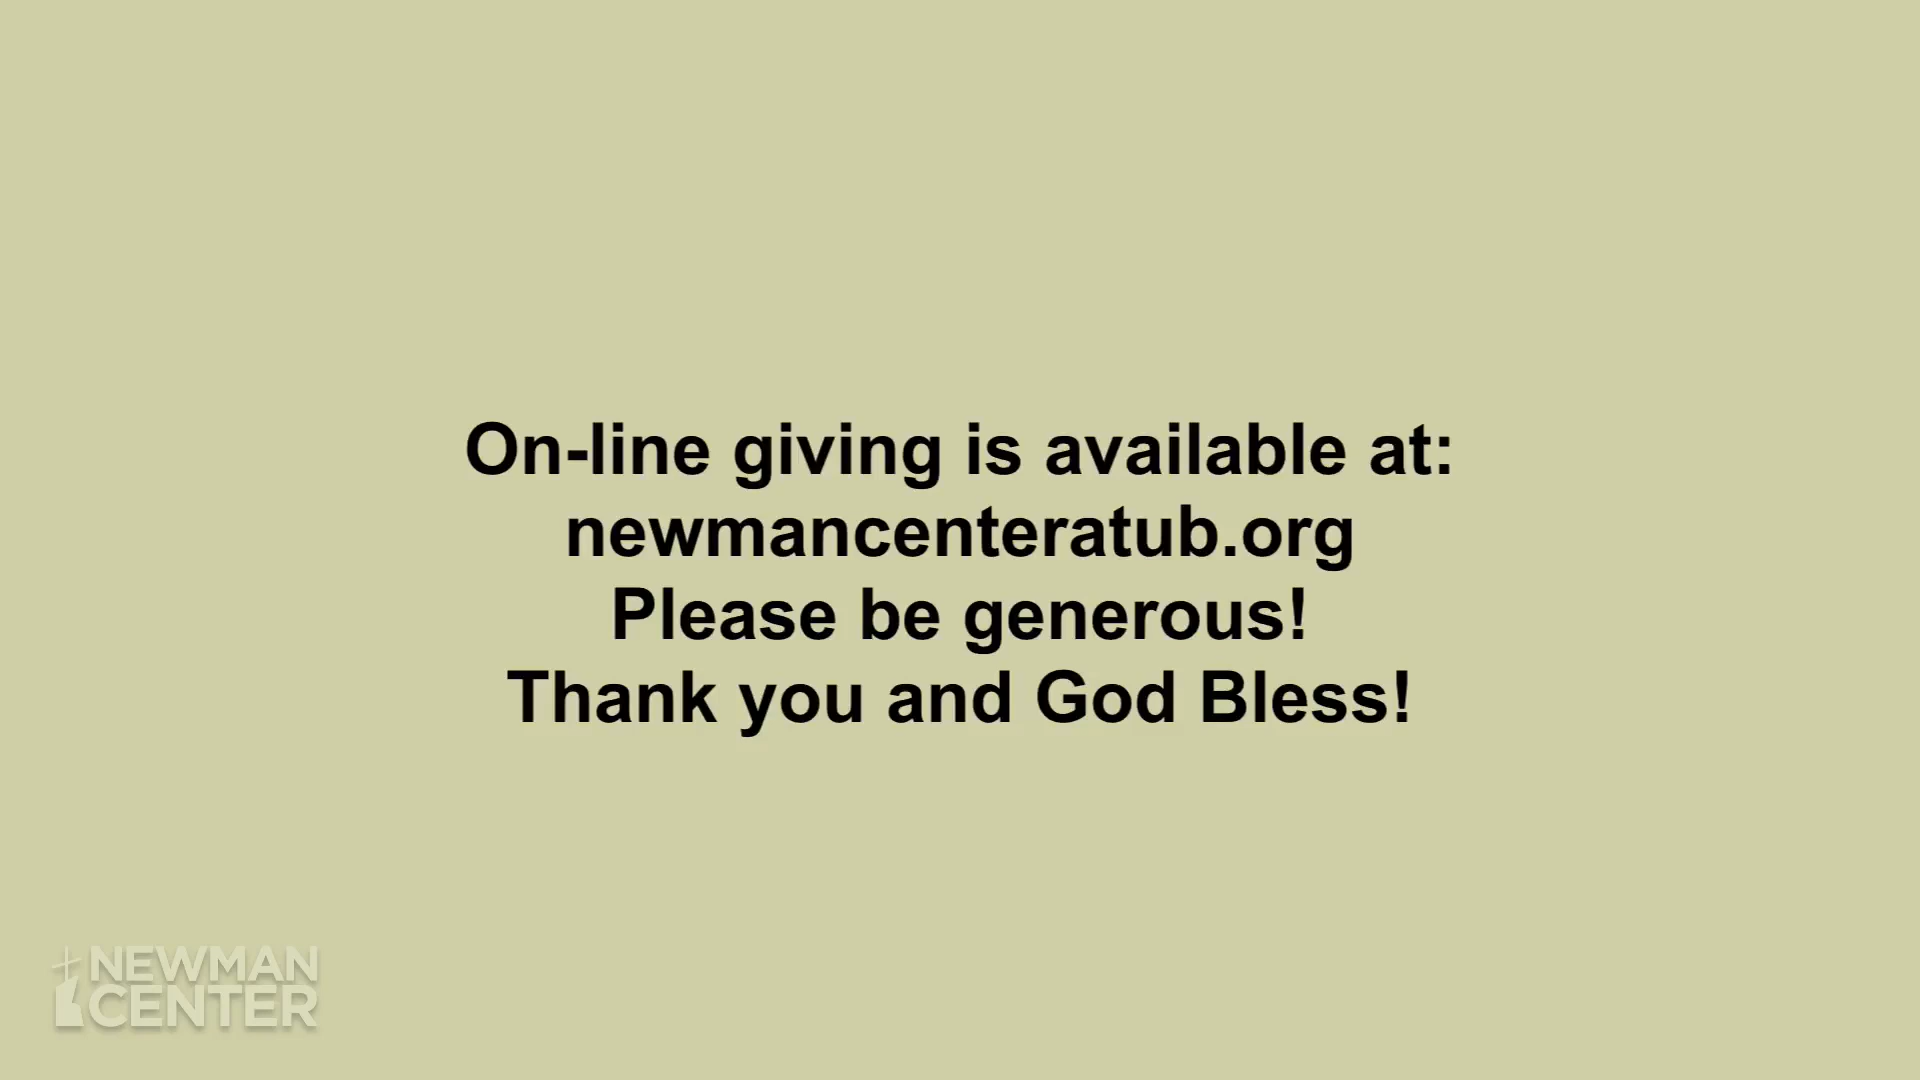 On-line giving is available at:
newmancenteratub.org
Please be generous!
Thank you and God Bless!
NEWMAN
CENTER